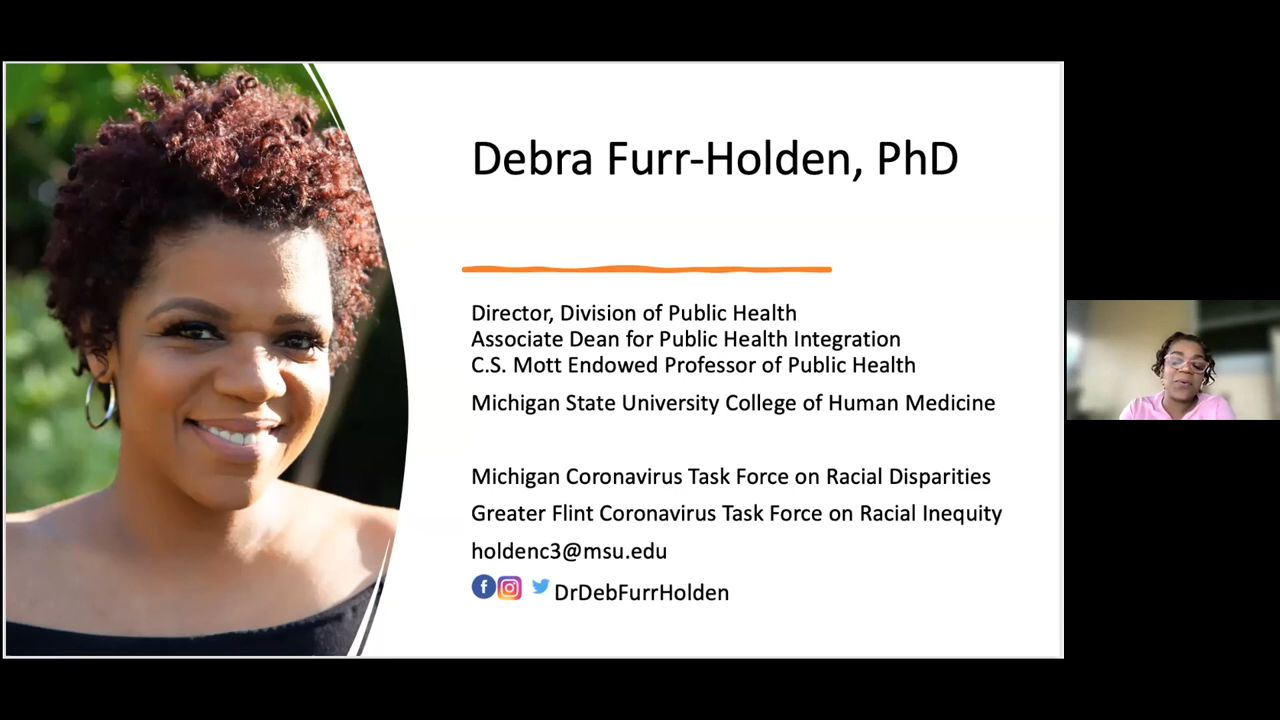 Debra Furr-Holden, PhD
Director, Division of Public Health
Associate Dean for Public Health Integration
C.S. Mott Endowed Professor of Public Health
Michigan State University College of Human Medicine
Michigan Coronavirus Task Force on Racial Disparities
Greater Flint Coronavirus Task Force on Racial Inequity
holdenc3@msu.edu
DrDebFurrHolden